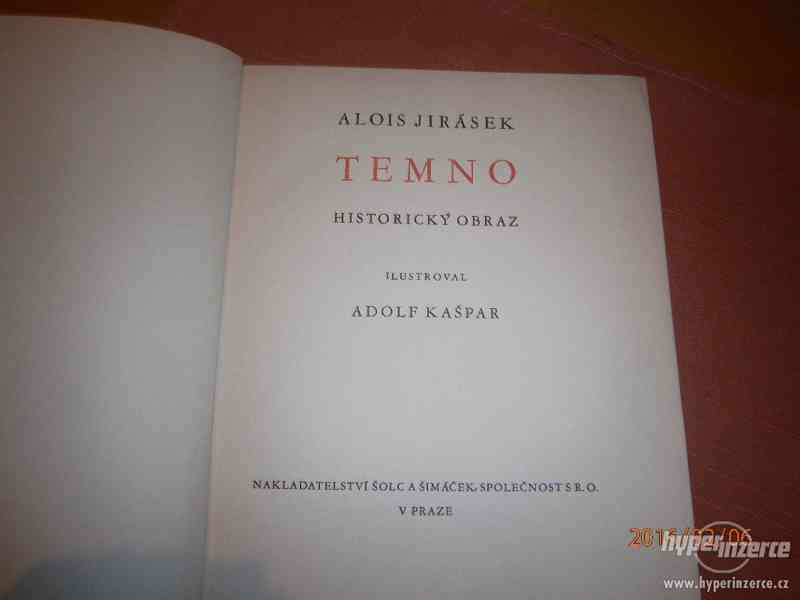 ALOIS JIRÁSEK
TEMNO
HISTORICKÝ OBRAZ
ILUSTROVAL
ADOLF KAŠPAR
NAKLADATELSTVÍ ŠOLC A ŠIMÁČEK, SPOLEČNOST S R. O.
V PRAZE
hyperinzerce
www.hyperinzerce.cz